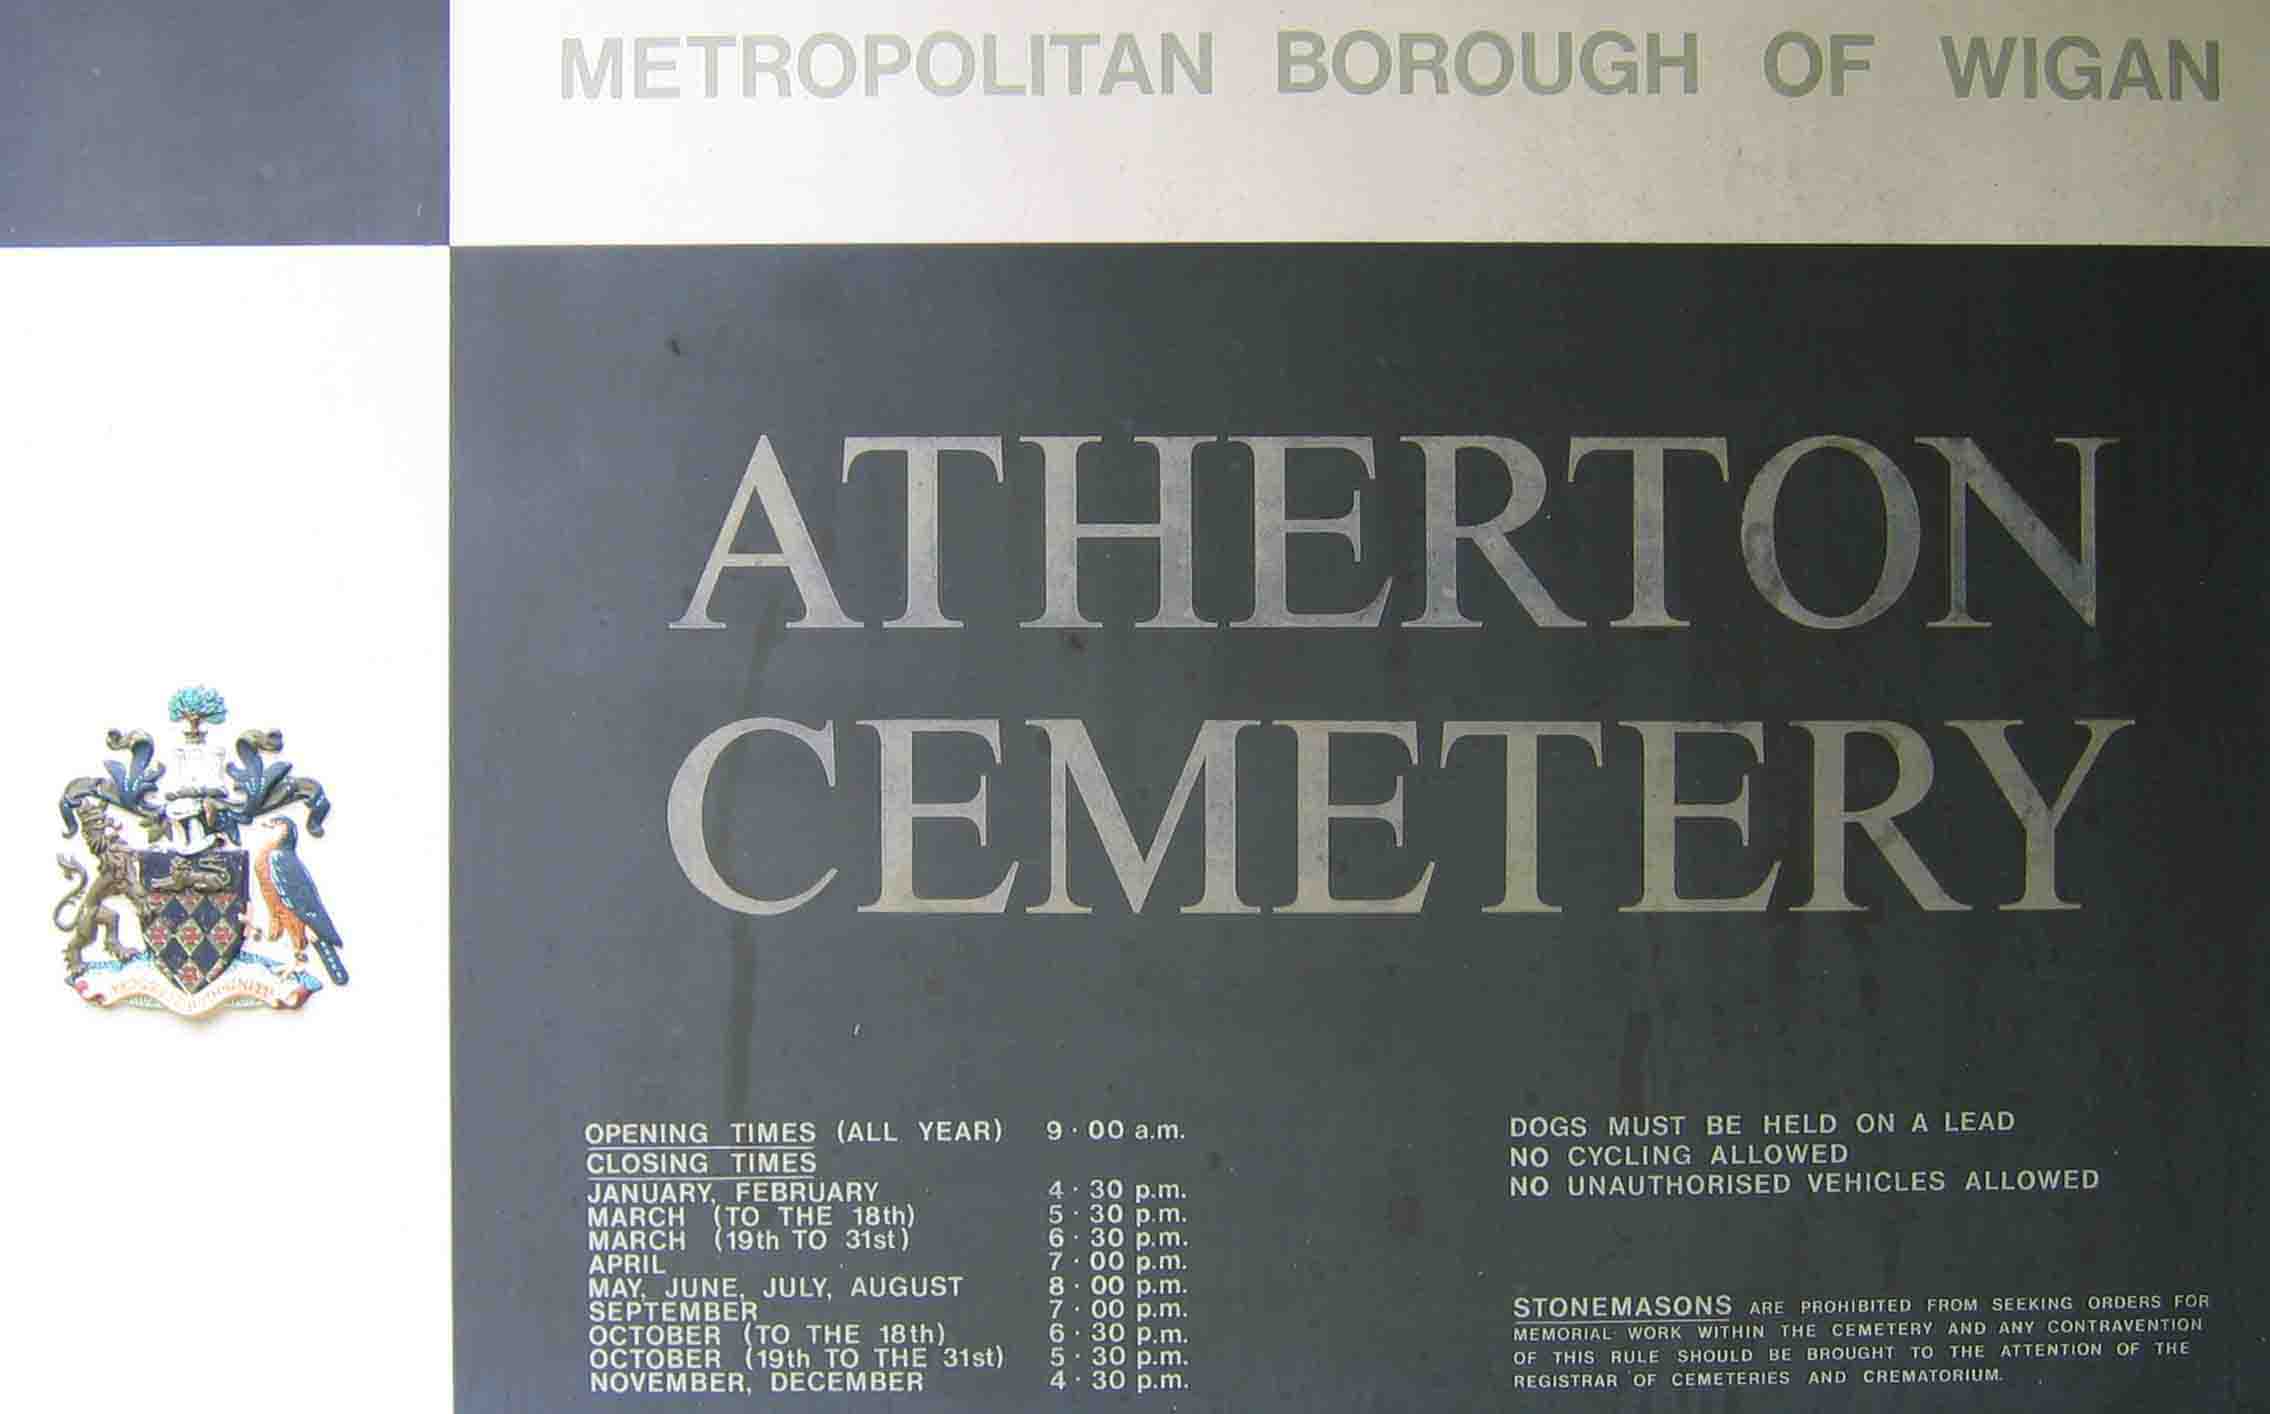 METROPOLITAN BOROUGH OF WIGAN
ATHERTON
CEMETERY
OPENING TIMES (ALL YEAR) 9·00 a.m.
CLOSING TIMES
JANUARY, FEBRUARY 4·30 p.m.
MARCH (TO THE 18th) 5·30 p.m.
MARCH (19th TO 31st) 6·30 p.m.
APRIL 7·00 p.m.
MAY, JUNE, JULY, AUGUST 8·00 p.m.
SEPTEMBER 7·00 p.m.
OCTOBER (TO THE 18th) 6·30 p.m.
OCTOBER (19th TO THE 31st) 5·30 p.m.
NOVEMBER, DECEMBER 4·30 p.m.
DOGS MUST BE HELD ON A LEAD
NO CYCLING ALLOWED
NO UNAUTHORISED VEHICLES ALLOWED
STONEMASONS ARE PROHIBITED FROM SEEKING ORDERS FOR
MEMORIAL WORK WITHIN THE CEMETERY AND ANY CONTRAVENTION
OF THIS RULE SHOULD BE BROUGHT TO THE ATTENTION OF THE
REGISTRAR OF CEMETERIES AND CREMATORIUM.